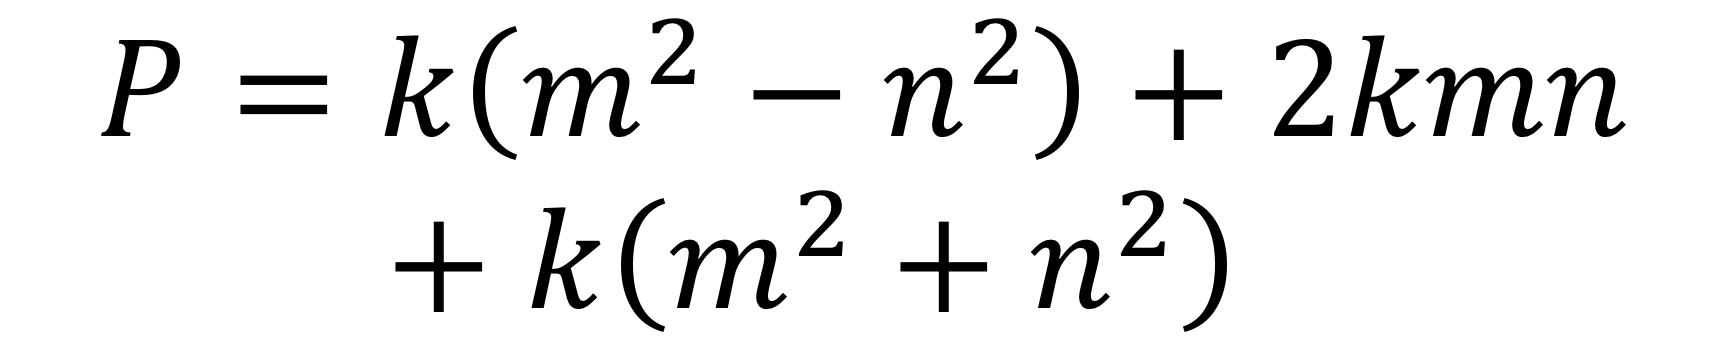 P = k(m² − n²) + 2kmn
+ k(m² + n²)